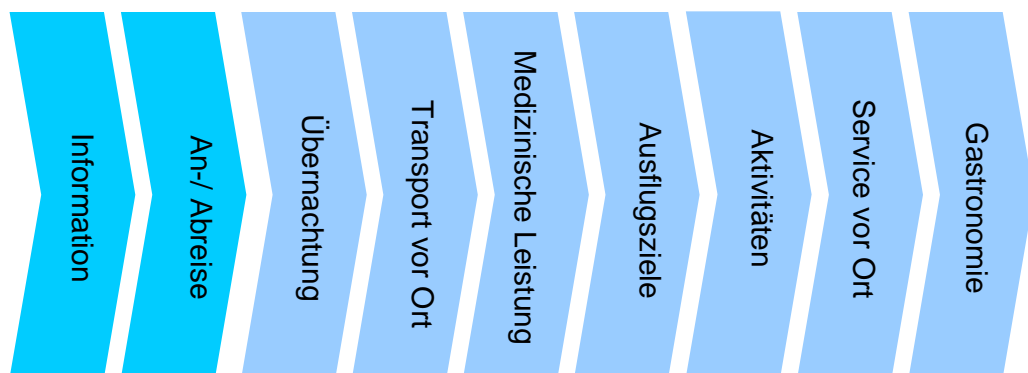 Information
An-/ Abreise
Übernachtung
Transport vor Ort
Medizinische Leistung
Ausflugsziele
Aktivitäten
Service vor Ort
Gastronomie